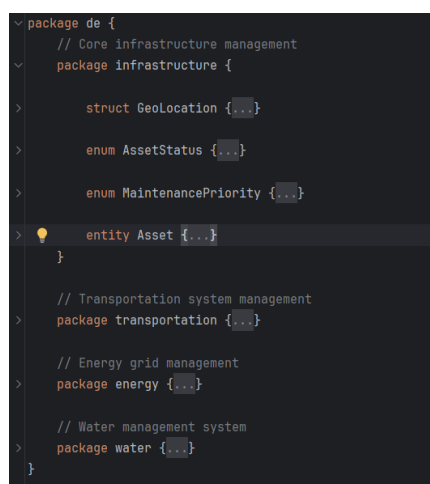 package de {
// Core infrastructure management
package infrastructure {
struct GeoLocation {...}
enum AssetStatus {...}
enum MaintenancePriority {...}
entity Asset {...}
}
// Transportation system management
package transportation {...}
// Energy grid management
package energy {...}
// Water management system
package water {...}
}